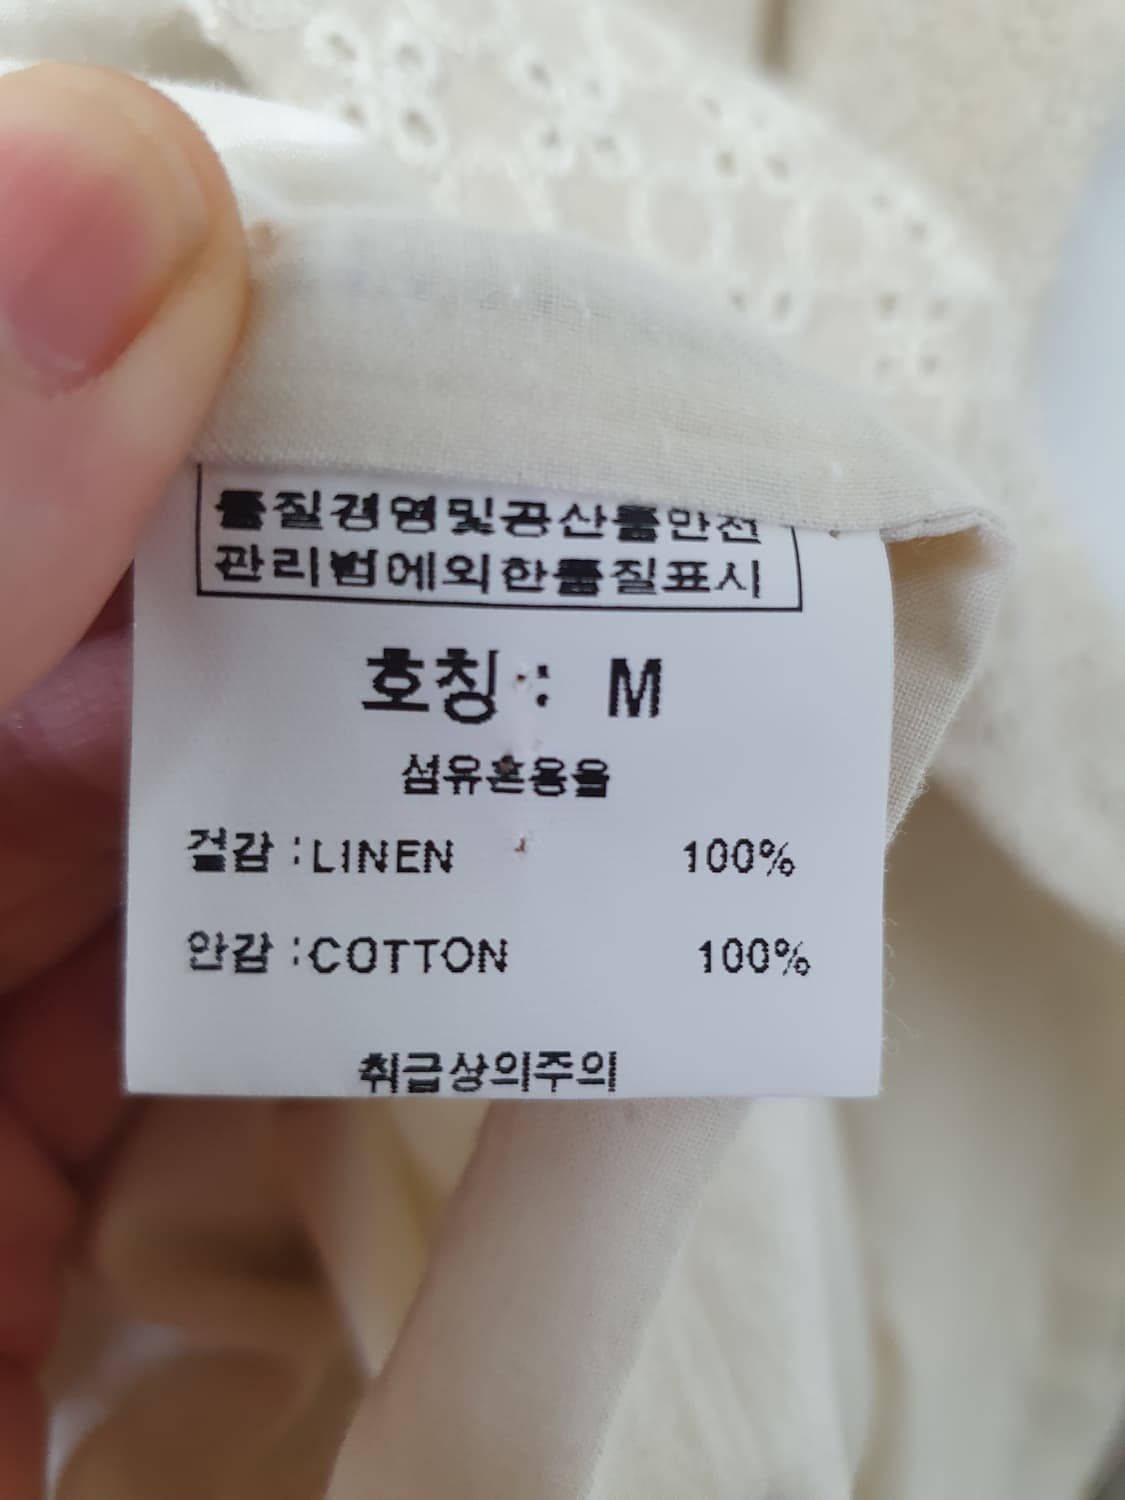 품질경영및공산품안전
관리법에의한품질표시
호칭 : M
섬유혼용율
겉감 :LINEN 100%
안감 :COTTON 100%
취급상의주의